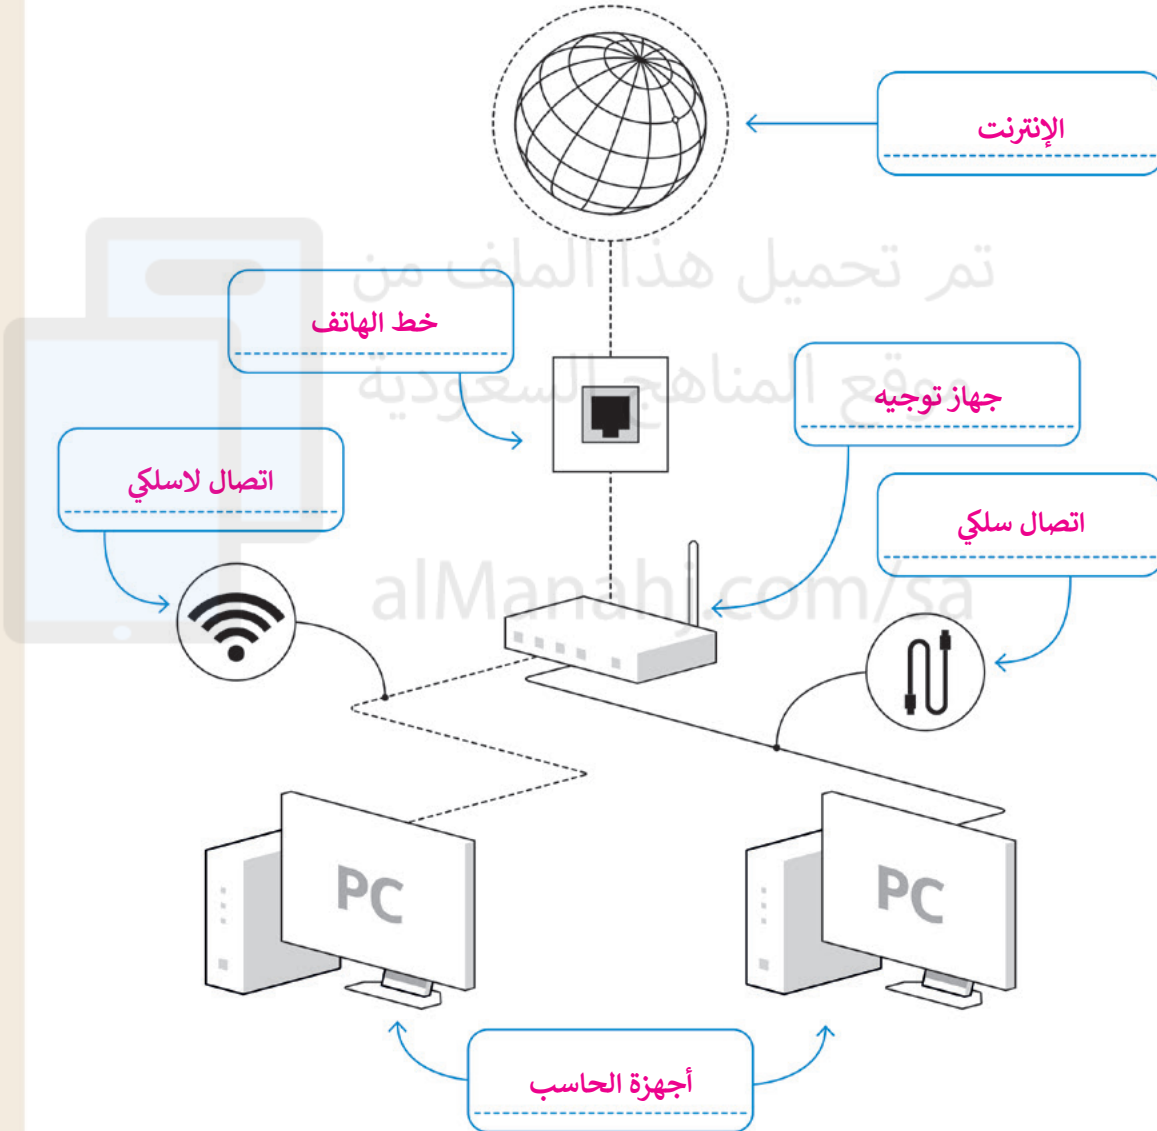 الإنترنت
تم تحميل هذا الملف من
خط الهاتف
موقع المناهج السعودية
جهاز توجيه
اتصال لاسلكي
اتصال سلكي
alManahj.com/sa
PC
PC
أجهزة الحاسب